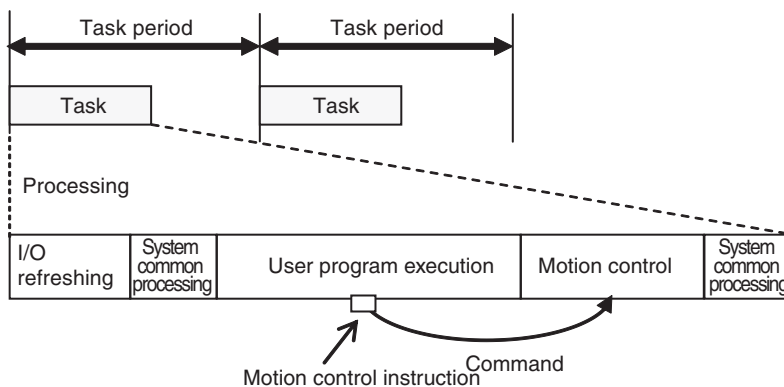 Task period
Task period
Task
Task
Processing
I/O
refreshing
System
common
processing
User program execution
Motion control
System
common
processing
Command
Motion control instruction